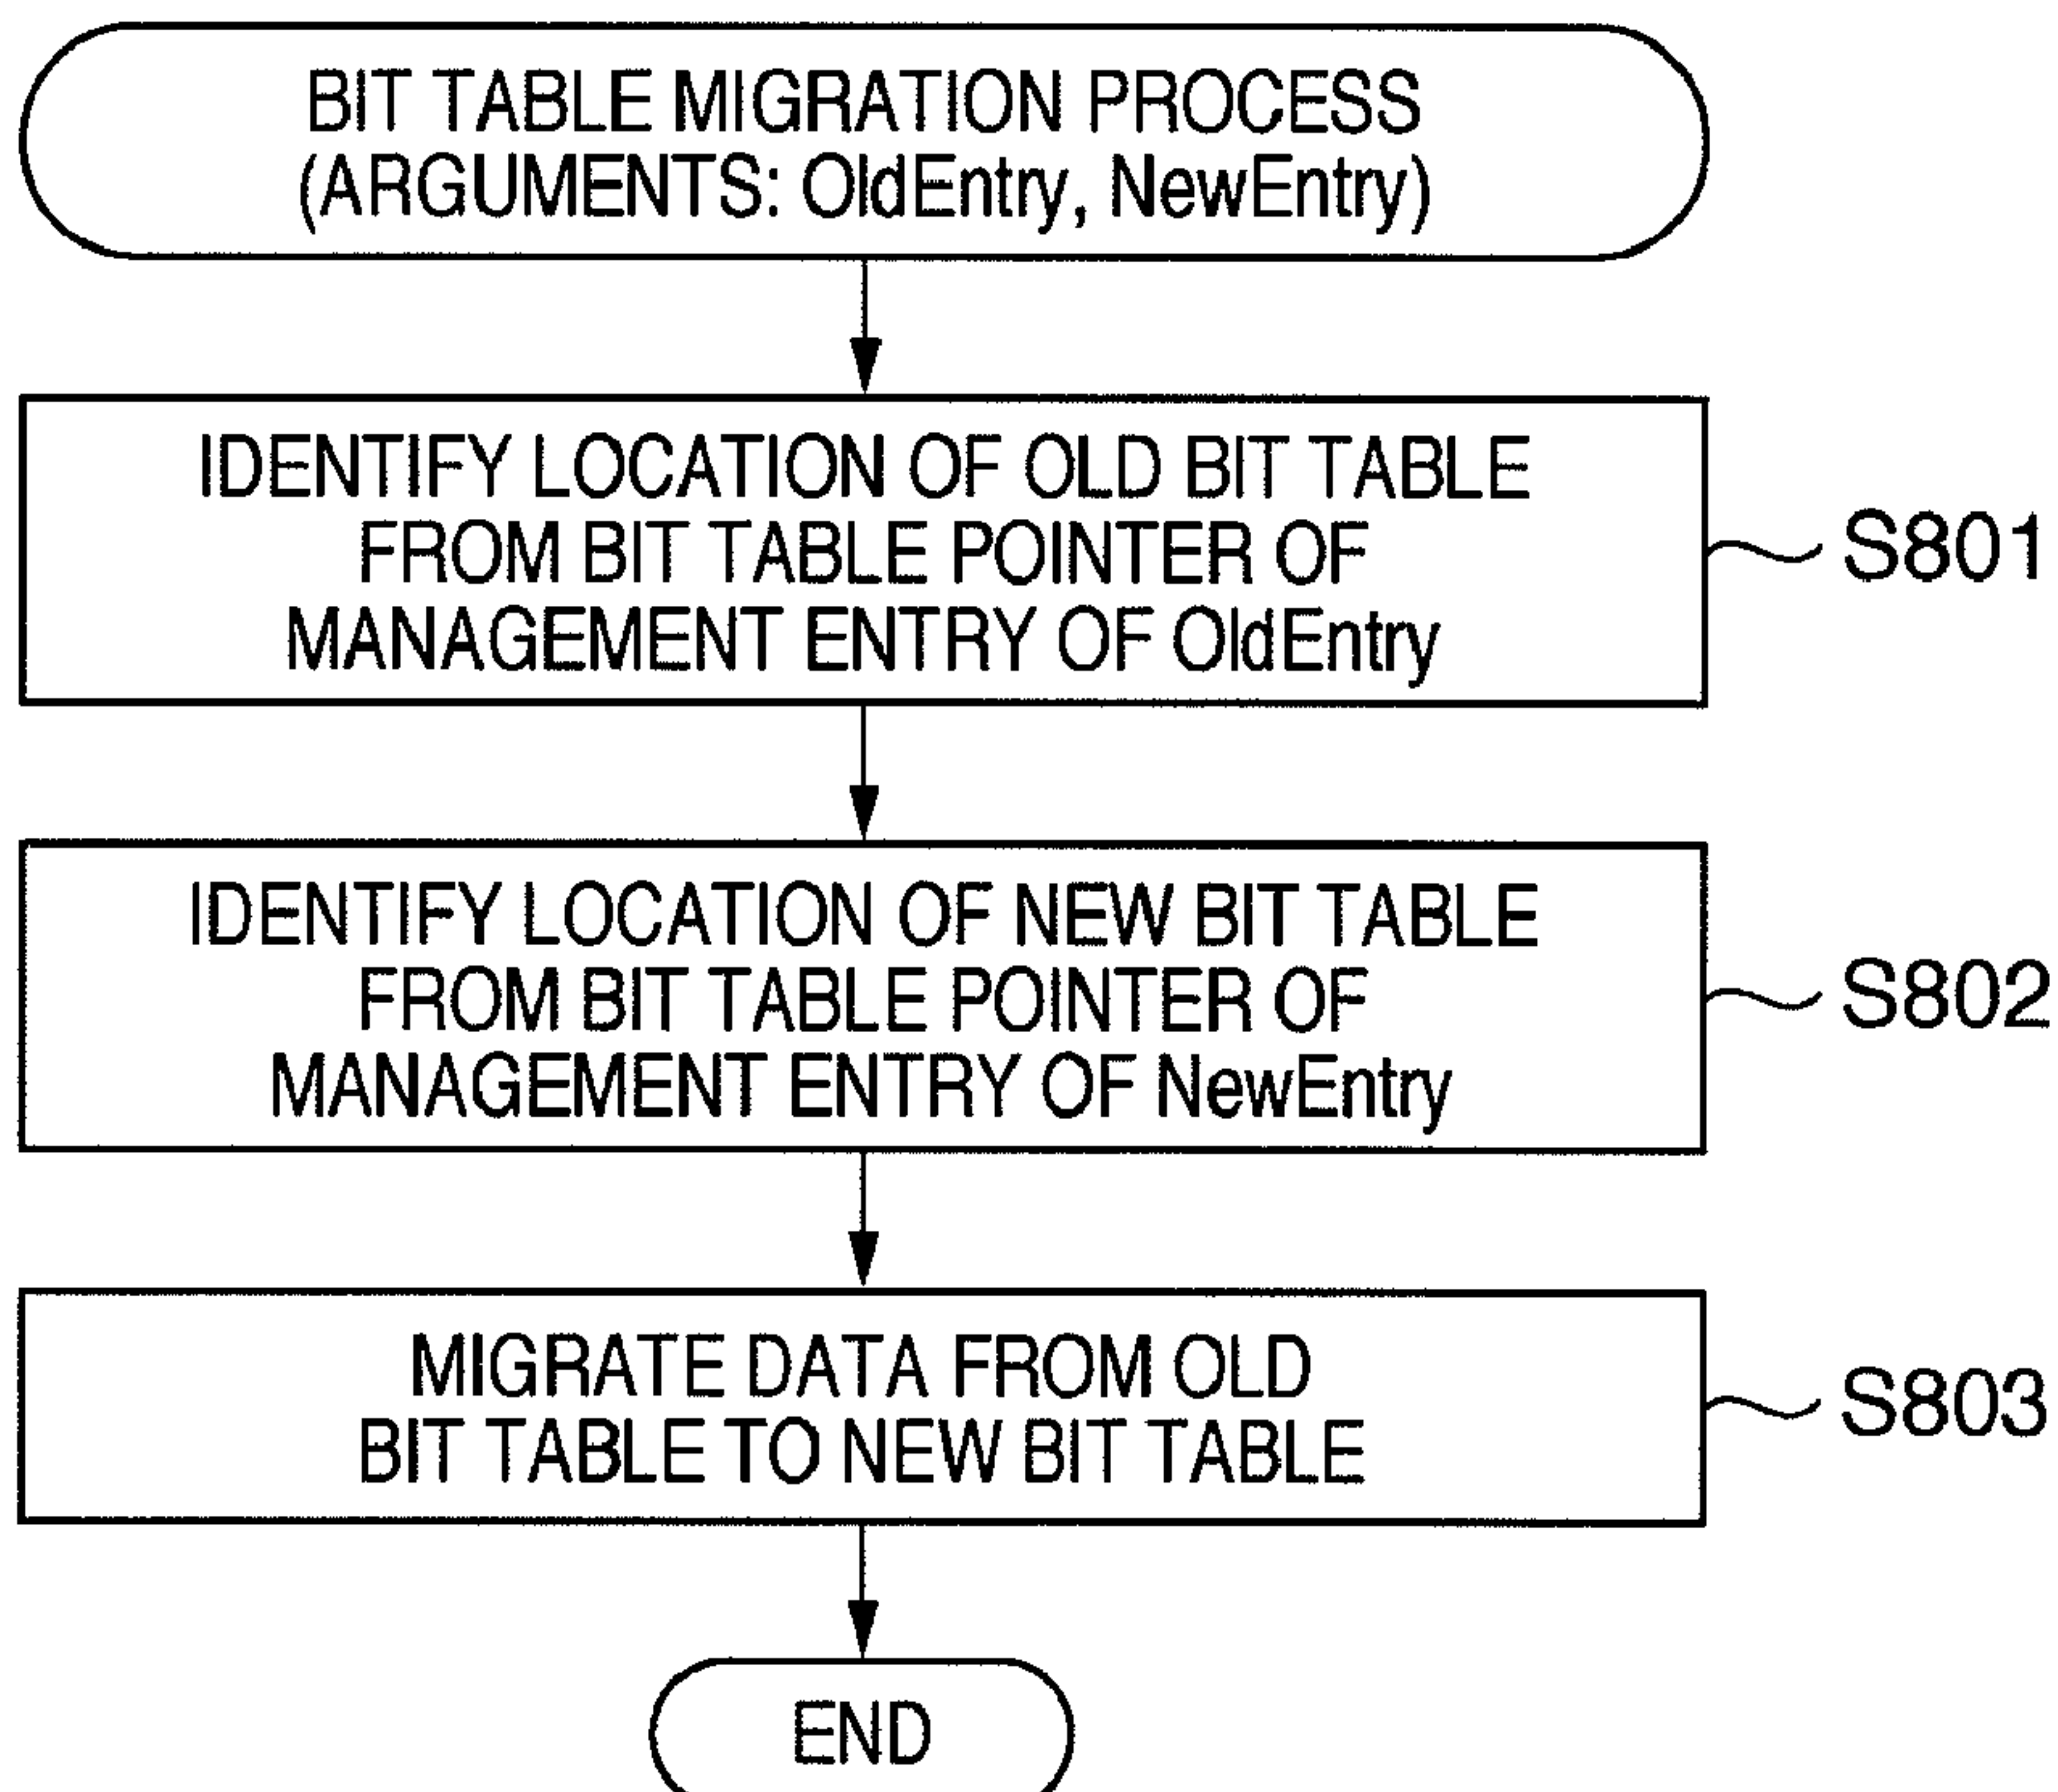 BIT TABLE MIGRATION PROCESS
(ARGUMENTS: OldEntry, NewEntry)
IDENTIFY LOCATION OF OLD BIT TABLE
FROM BIT TABLE POINTER OF
MANAGEMENT ENTRY OF OldEntry
S801
IDENTIFY LOCATION OF NEW BIT TABLE
FROM BIT TABLE POINTER OF
MANAGEMENT ENTRY OF NewEntry
S802
MIGRATE DATA FROM OLD
BIT TABLE TO NEW BIT TABLE
S803
END